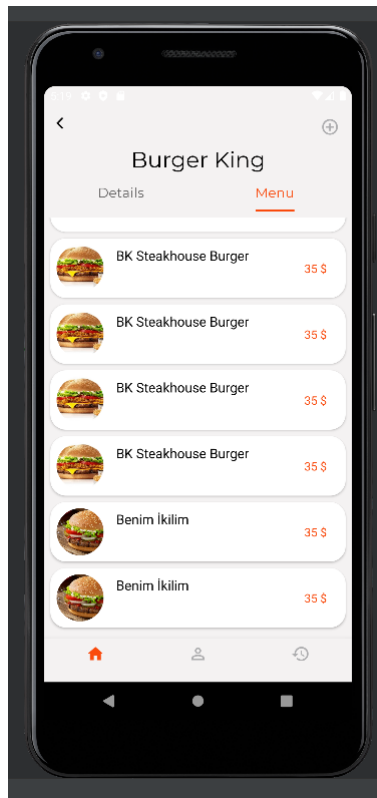 Burger King
Details Menu
BK Steakhouse Burger
35 $
BK Steakhouse Burger
35 $
BK Steakhouse Burger
35 $
BK Steakhouse Burger
35 $
Benim İkilim
35 $
Benim İkilim
35 $